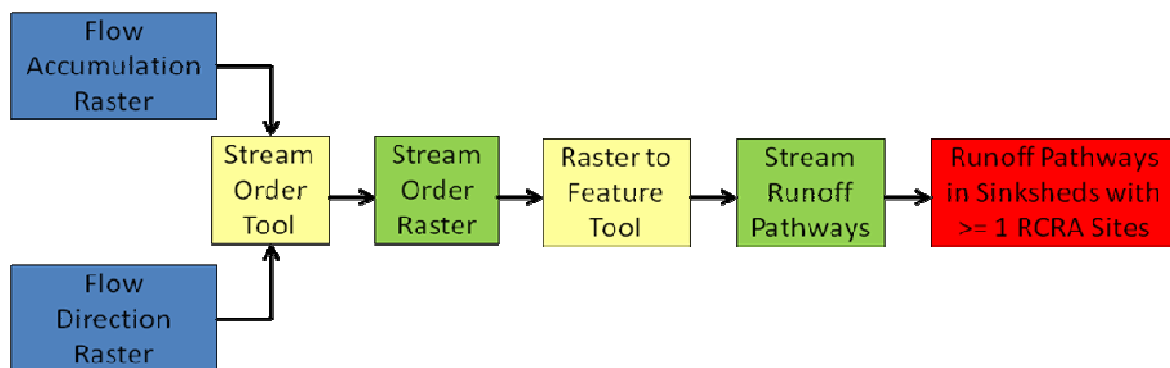 Flow
Accumulation
Raster
Stream
Order
Tool
Stream
Order
Raster
Raster to
Feature
Tool
Stream
Runoff
Pathways
Runoff Pathways
in Sinksheds with
>= 1 RCRA Sites
Flow
Direction
Raster